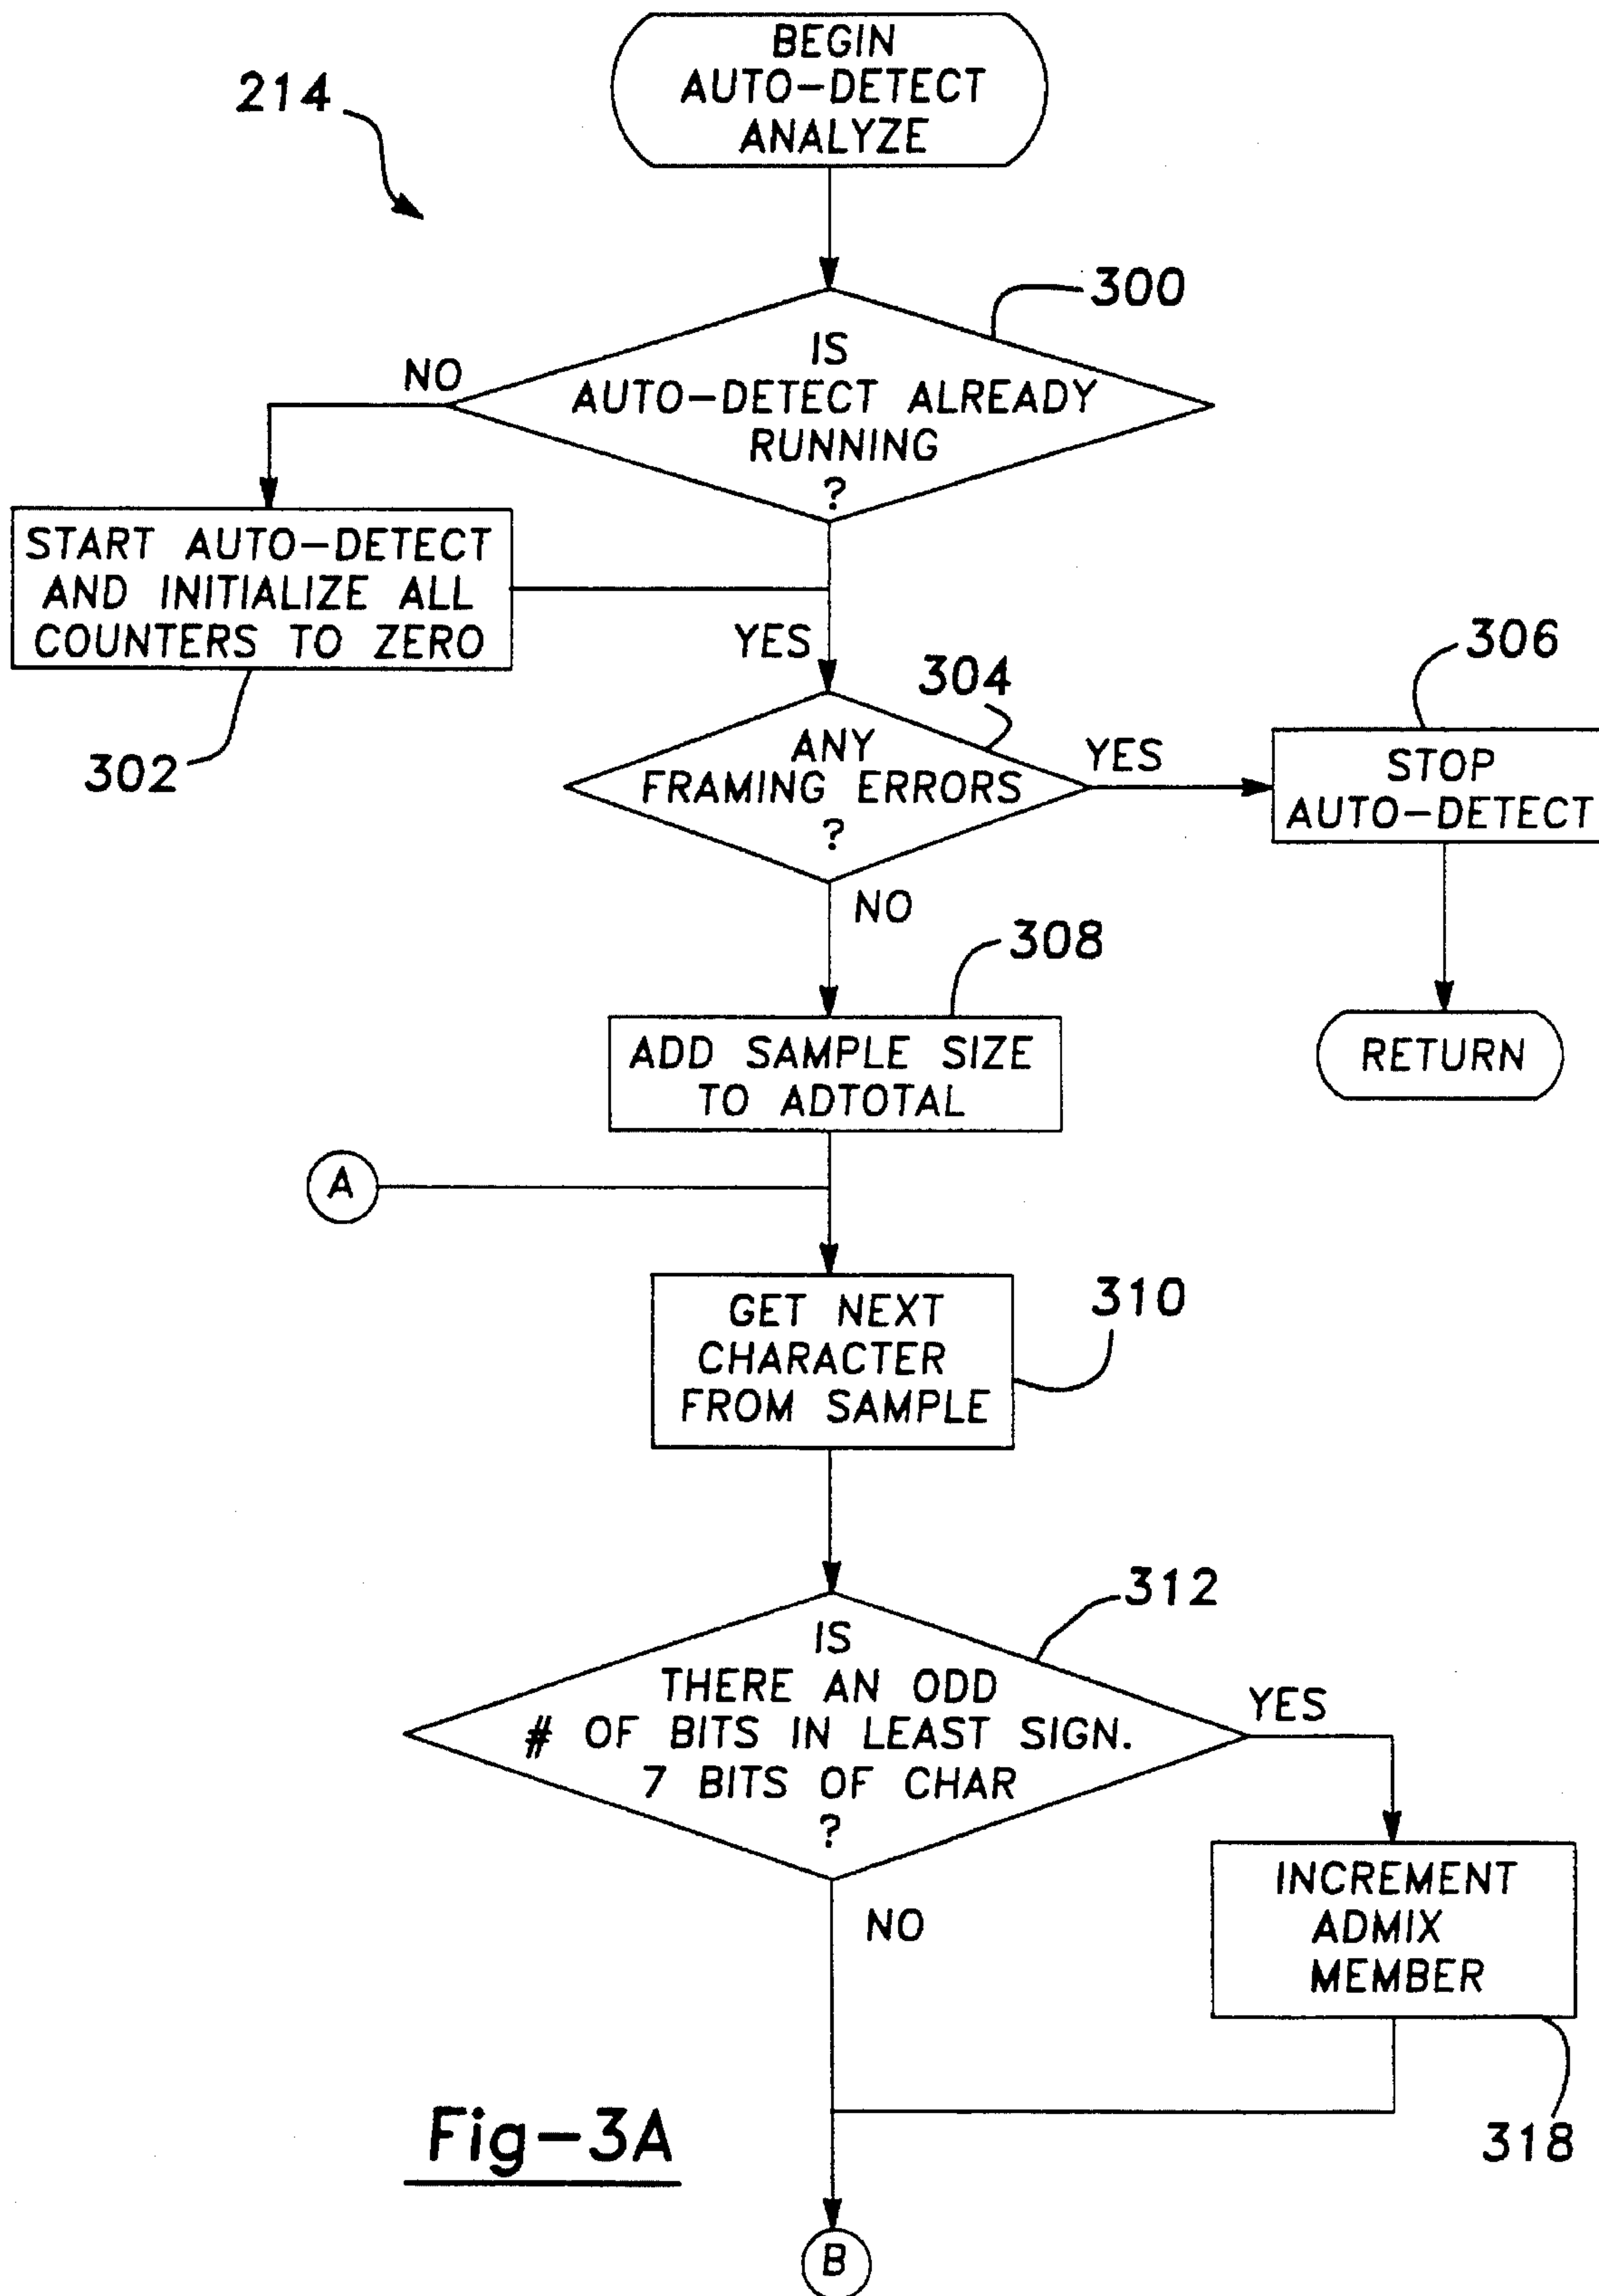 BEGIN
AUTO-DETECT
ANALYZE
214
300
IS
AUTO-DETECT ALREADY
RUNNING
?
NO
START AUTO-DETECT
AND INITIALIZE ALL
COUNTERS TO ZERO
302
YES
304
ANY
FRAMING ERRORS
?
YES
306
STOP
AUTO-DETECT
RETURN
NO
308
ADD SAMPLE SIZE
TO ADTOTAL
A
310
GET NEXT
CHARACTER
FROM SAMPLE
312
IS
THERE AN ODD
# OF BITS IN LEAST SIGN.
7 BITS OF CHAR
?
YES
INCREMENT
ADMIX
MEMBER
318
NO
Fig-3A
B